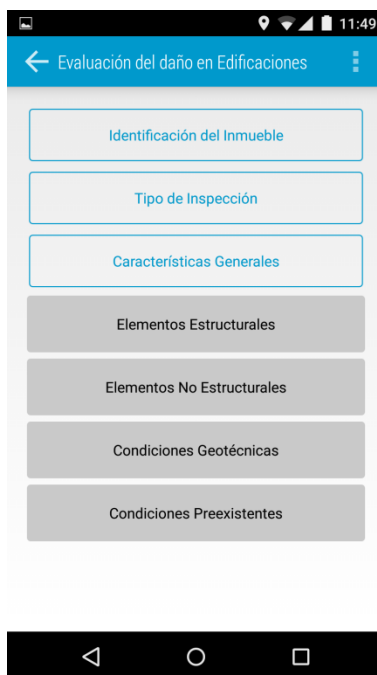 11:49
Evaluación del daño en Edificaciones
Identificación del Inmueble
Tipo de Inspección
Características Generales
Elementos Estructurales
Elementos No Estructurales
Condiciones Geotécnicas
Condiciones Preexistentes